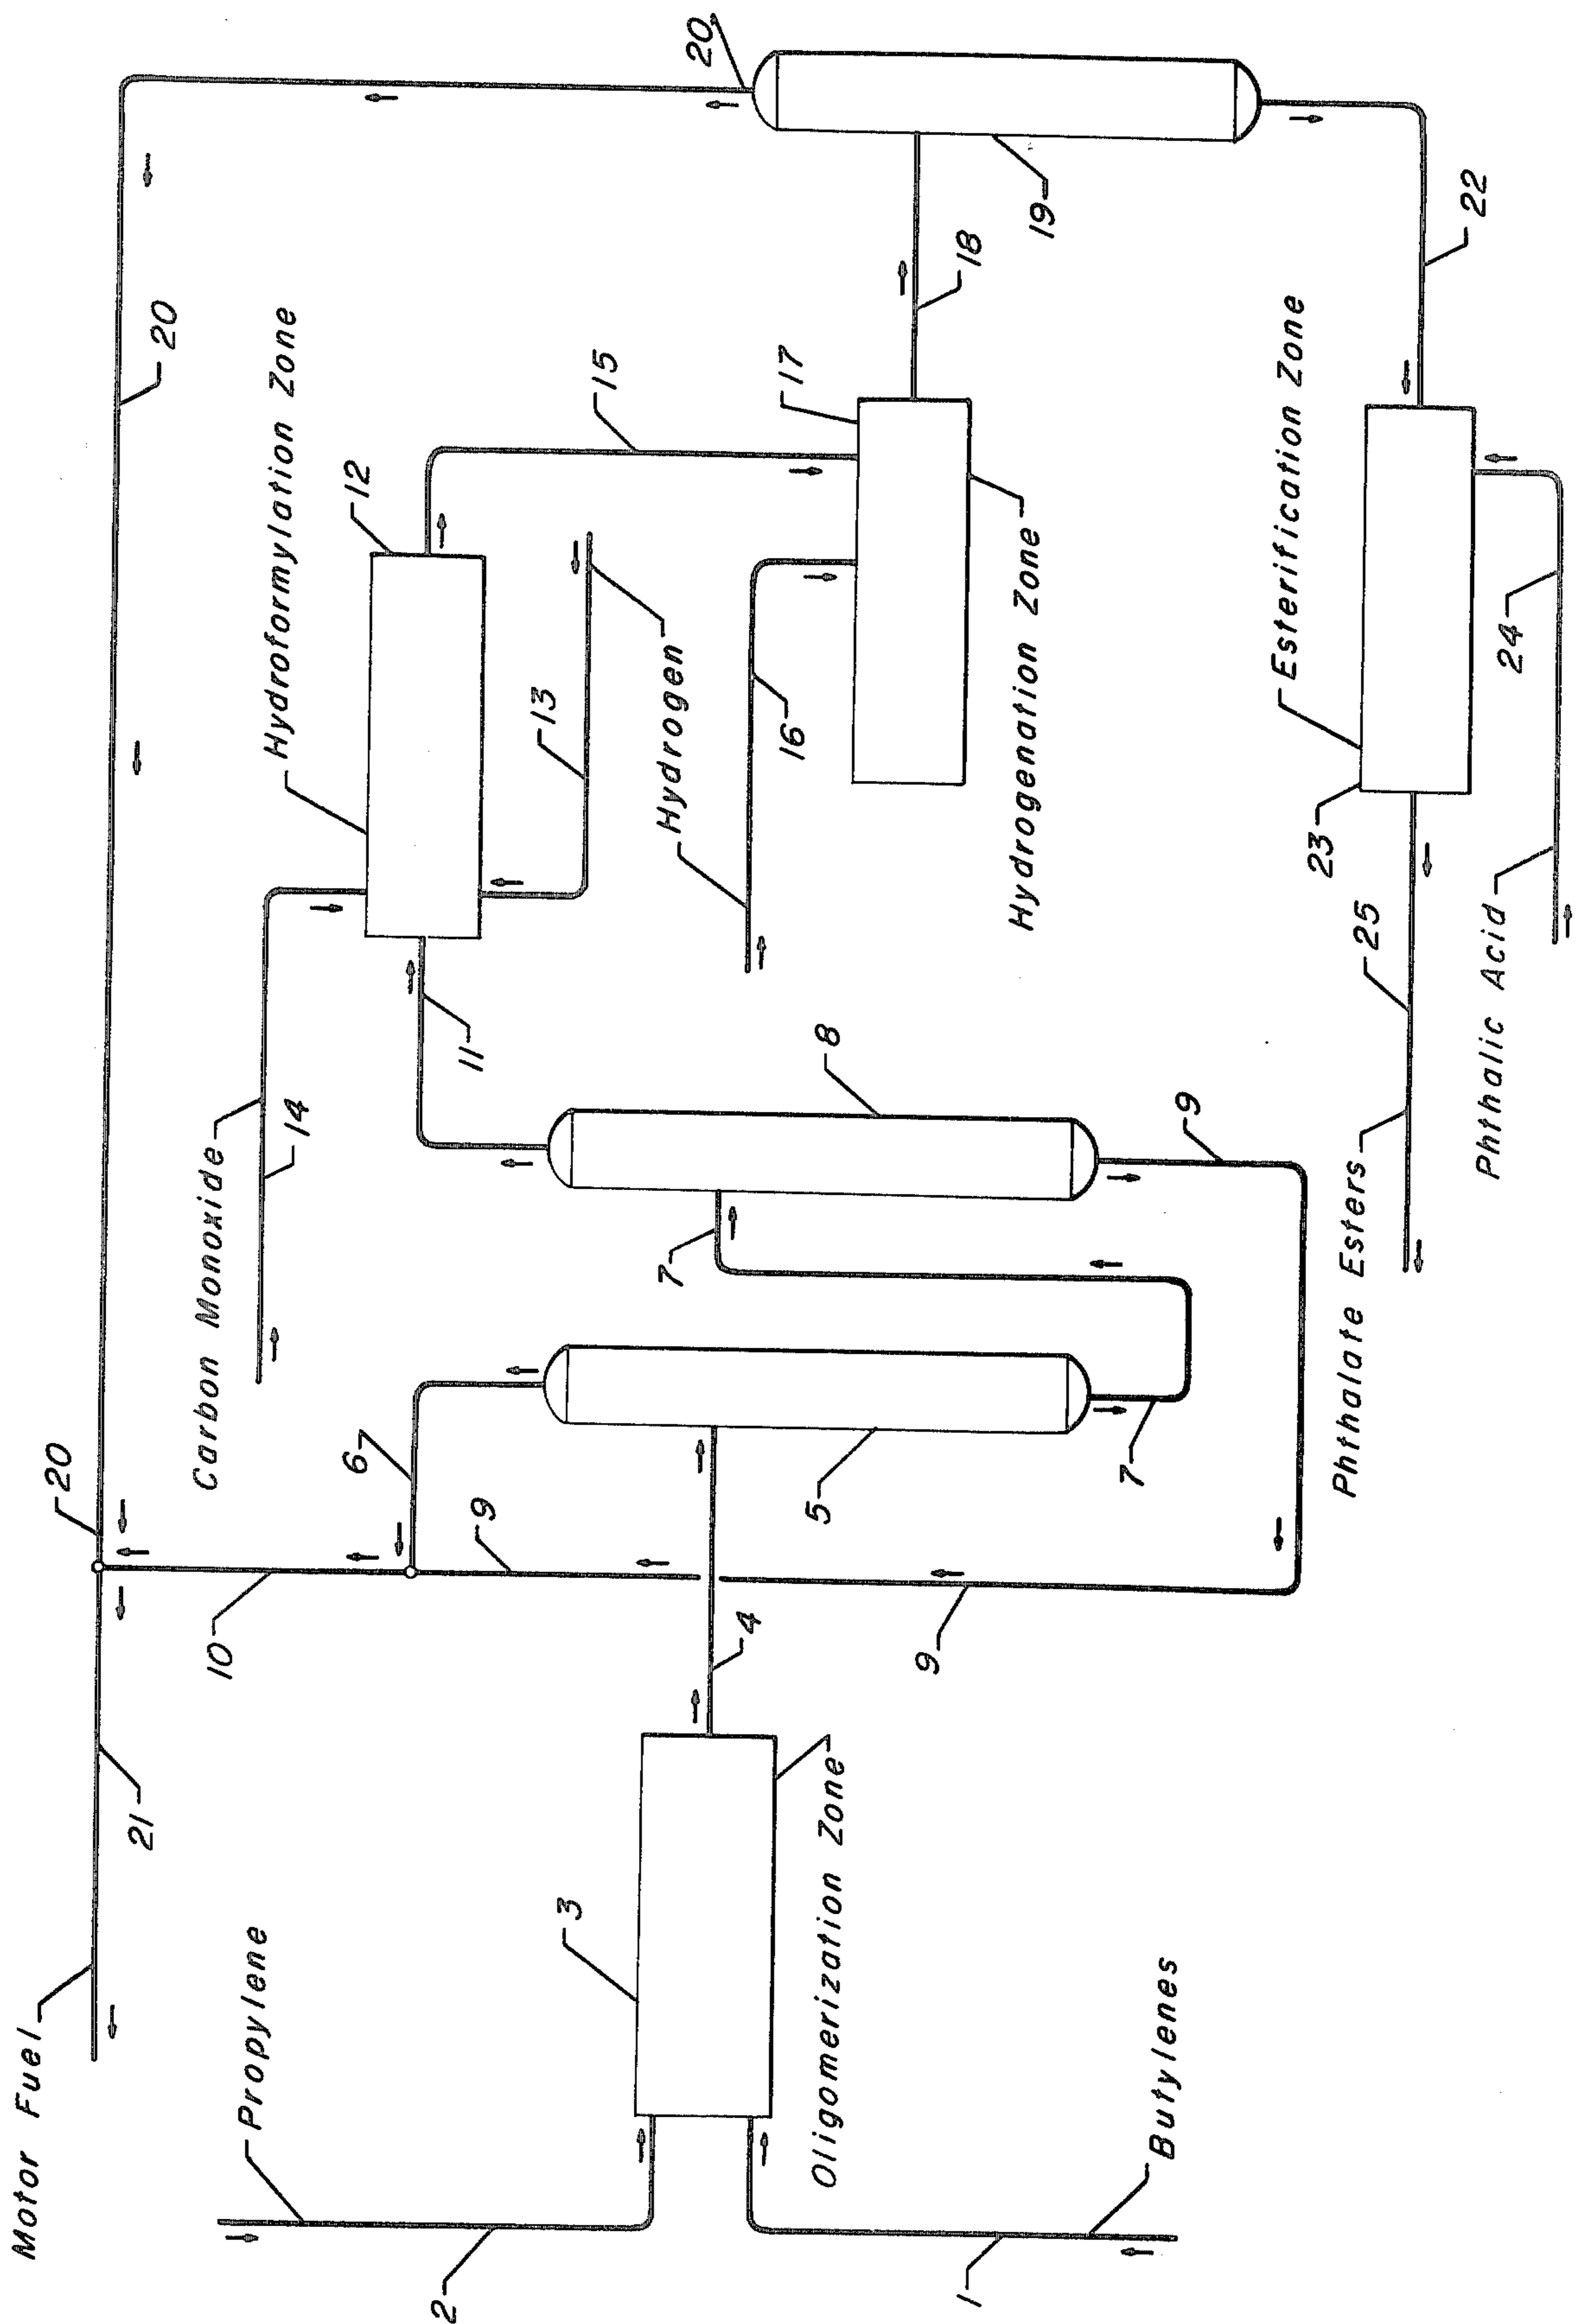 Motor Fuel
21
20
20
20
10
6
9
9
9
Propylene
2
3
Oligomerization Zone
4
5
7
7
8
Butylenes
1
Carbon Monoxide
14
11
Hydroformylation Zone
12
13
15
Hydrogen
16
17
Hydrogenation Zone
18
19
22
Esterification Zone
23
24
25
Phthalate Esters
Phthalic Acid